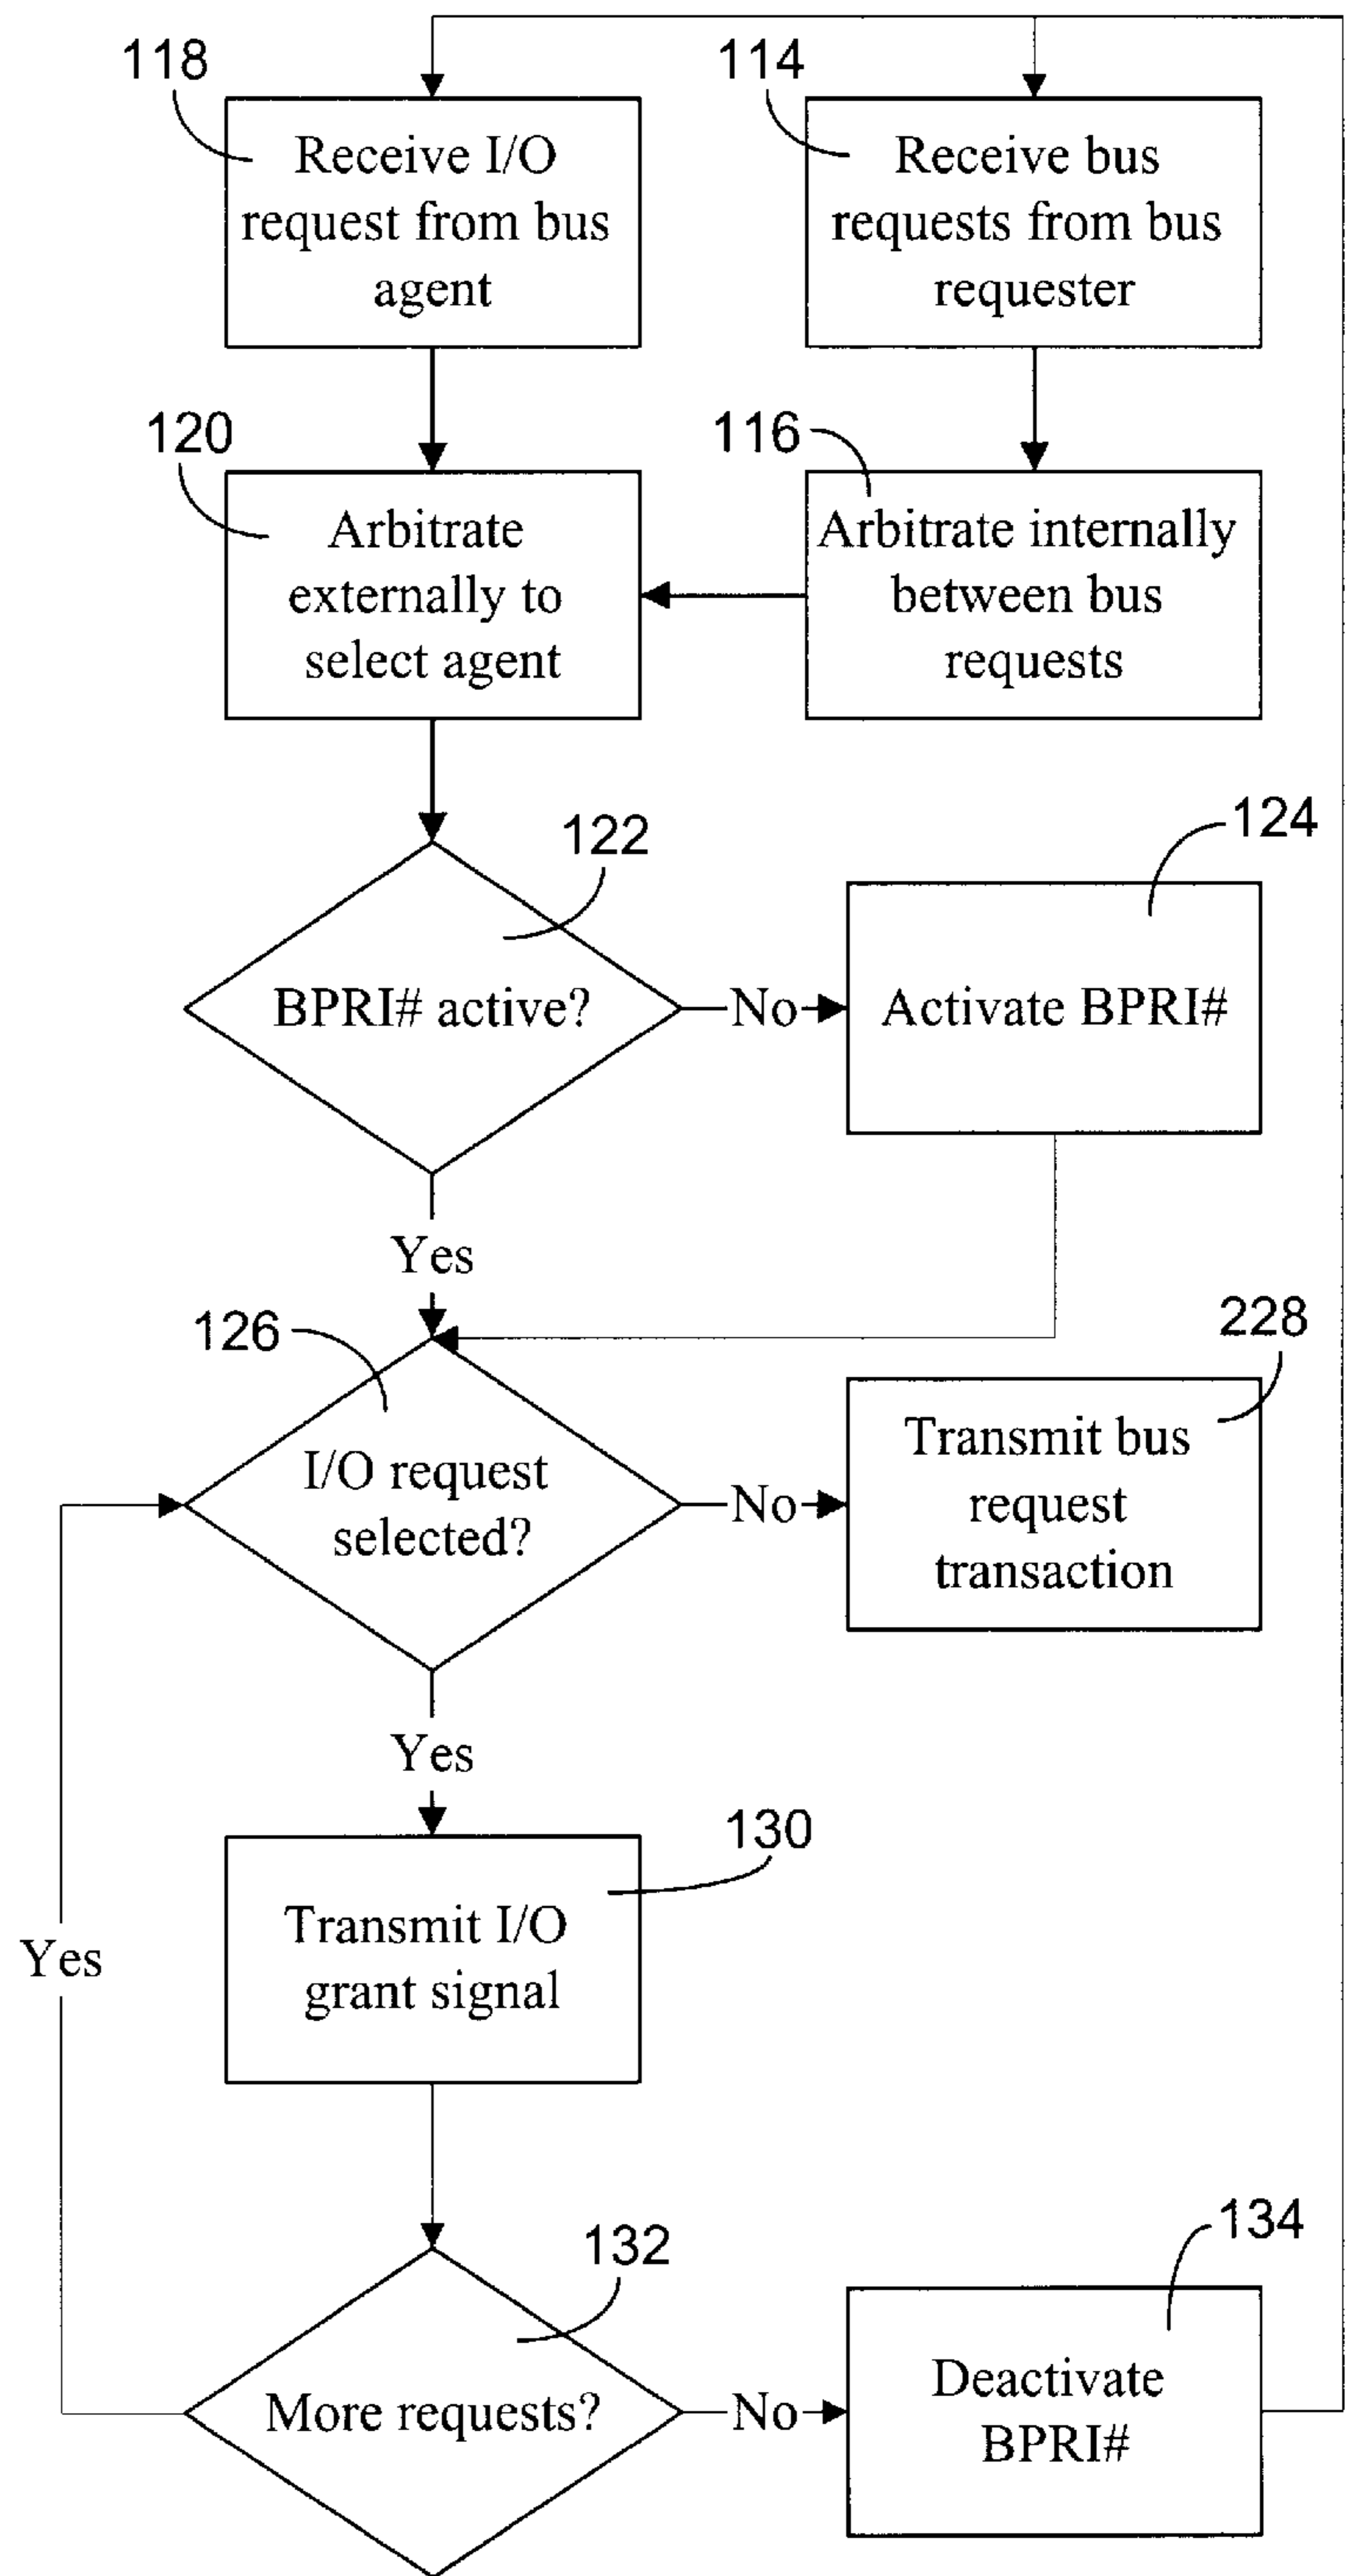 118
114
Receive I/O
request from bus
agent
Receive bus
requests from bus
requester
120
116
Arbitrate
externally to
select agent
Arbitrate internally
between bus
requests
122
124
BPRI# active?
No
Activate BPRI#
Yes
126
228
I/O request
selected?
No
Transmit bus
request
transaction
Yes
130
Transmit I/O
grant signal
Yes
132
134
More requests?
No
Deactivate
BPRI#